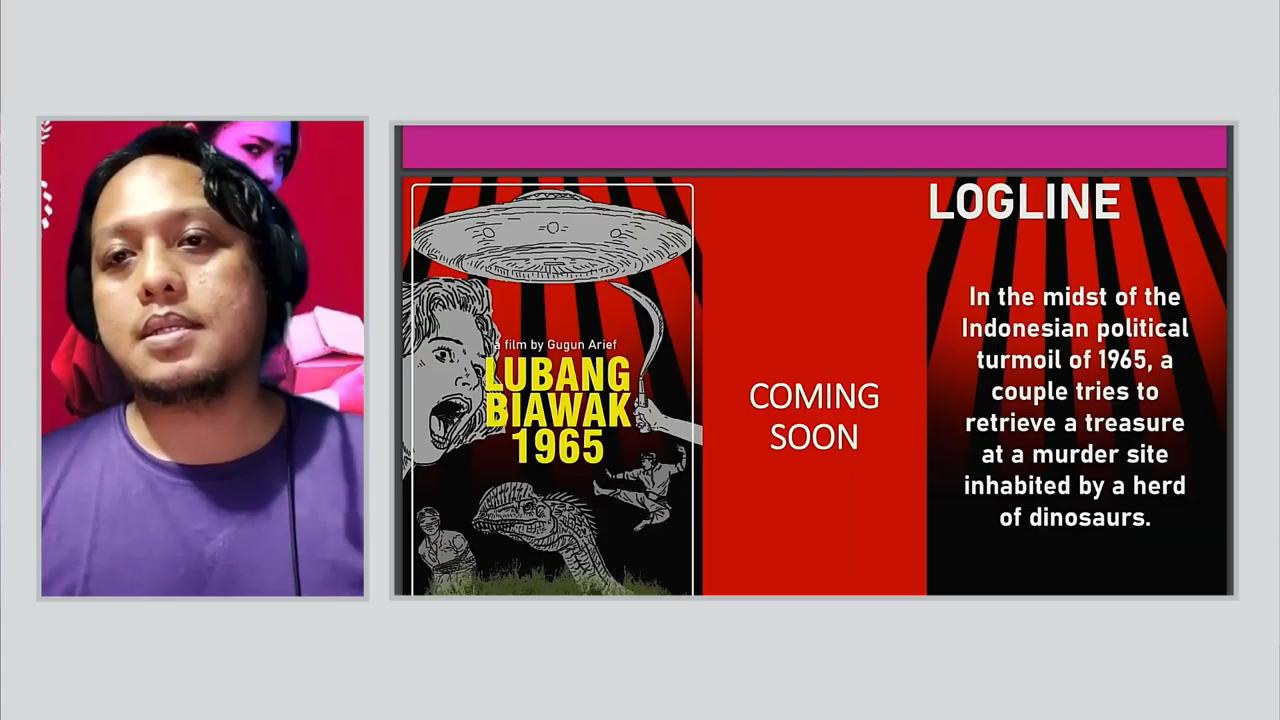 a film by Gugun Arief
LUBANG
BIAWAK
1965
COMING
SOON
LOGLINE
In the midst of the
Indonesian political
turmoil of 1965, a
couple tries to
retrieve a treasure
at a murder site
inhabited by a herd
of dinosaurs.